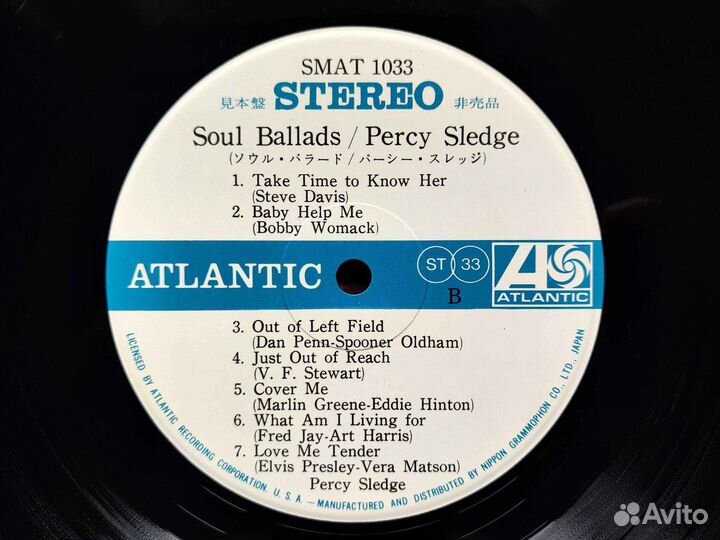 SMAT 1033
見本盤 STEREO 非売品
Soul Ballads / Percy Sledge
(ソウル・バラード / パーシー・スレッジ)
1. Take Time to Know Her
(Steve Davis)
2. Baby Help Me
(Bobby Womack)
ATLANTIC
ST 33
B
ATLANTIC
3. Out of Left Field
(Dan Penn-Spooner Oldham)
4. Just Out of Reach
(V. F. Stewart)
5. Cover Me
(Marlin Greene-Eddie Hinton)
6. What Am I Living for
(Fred Jay-Art Harris)
7. Love Me Tender
(Elvis Presley-Vera Matson)
Percy Sledge
LICENSED BY ATLANTIC RECORDING CORPORATION, U.S.A.—MANUFACTURED AND DISTRIBUTED BY NIPPON GRAMMOPHON CO., LTD., JAPAN
Avito